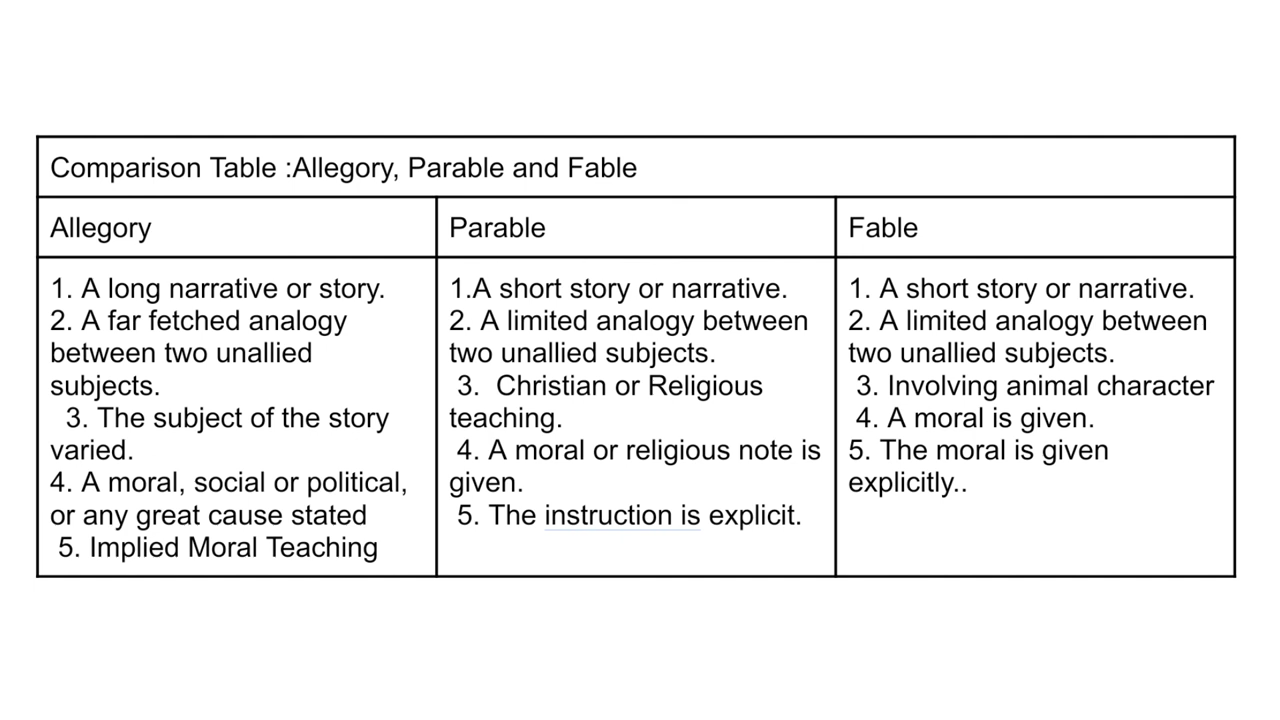 Comparison Table :Allegory, Parable and Fable
Allegory
Parable
Fable
1. A long narrative or story.
2. A far fetched analogy
between two unallied
subjects.
3. The subject of the story
varied.
4. A moral, social or political,
or any great cause stated
5. Implied Moral Teaching
1.A short story or narrative.
2. A limited analogy between
two unallied subjects.
3. Christian or Religious
teaching.
4. A moral or religious note is
given.
5. The instruction is explicit.
1. A short story or narrative.
2. A limited analogy between
two unallied subjects.
3. Involving animal character
4. A moral is given.
5. The moral is given
explicitly..